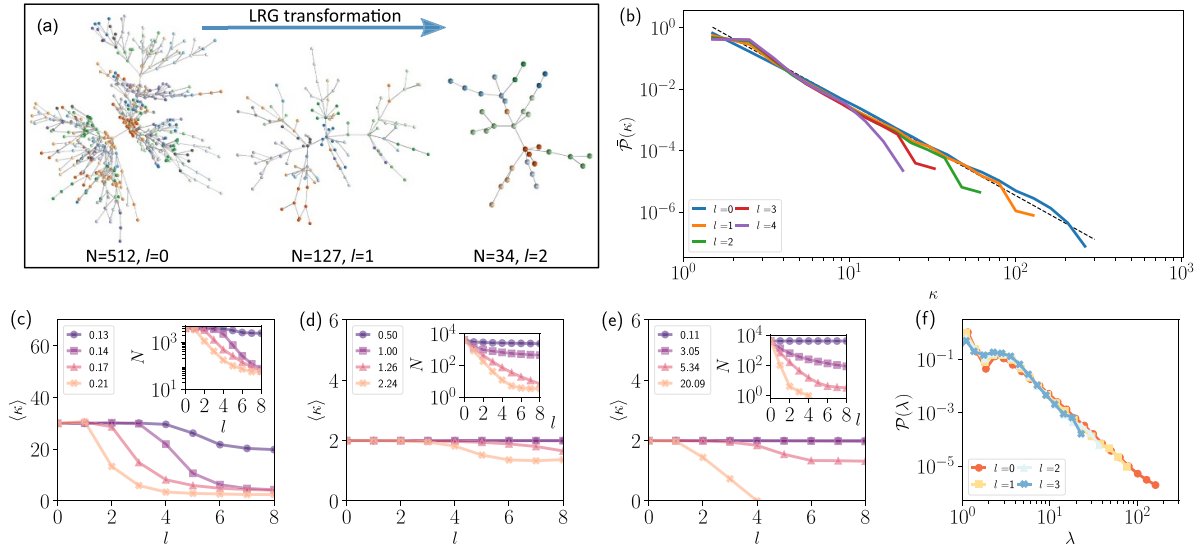 (a)
LRG transformation
N=512, l=0
N=127, l=1
N=34, l=2
(b)
10^0
10^{-2}
10^{-4}
10^{-6}
P̄(κ)
l =0
l =3
l =1
l =4
l =2
10^0
10^1
10^2
10^3
κ
(c)
60
40
20
0
⟨κ⟩
0.13
0.14
0.17
0.21
N
10^3
10^1
0 2 4 6 8
l
0 2 4 6 8
l
(d)
6
4
2
0
⟨κ⟩
0.50
1.00
1.26
2.24
N
10^4
10^2
10^0
0 2 4 6 8
l
0 2 4 6 8
l
(e)
6
4
2
0
⟨κ⟩
0.11
3.05
5.34
20.09
N
10^4
10^2
10^0
0 2 4 6 8
l
0 2 4 6 8
l
(f)
10^{-1}
10^{-3}
10^{-5}
P(λ)
l =0
l =2
l =1
l =3
10^0
10^1
10^2
λ